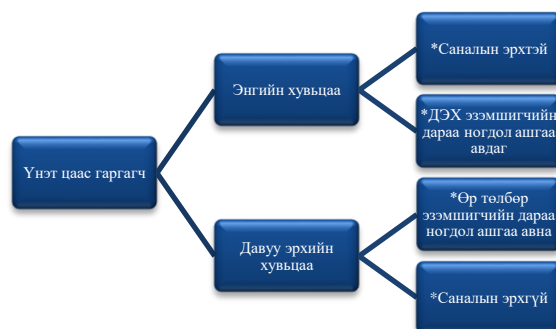 Үнэт цаас гаргагч
Энгийн хувьцаа
*Саналын эрхтэй
*ДЭХ эзэмшигчийн
дараа ногдол ашгаа
авдаг
Давуу эрхийн
хувьцаа
*Өр төлбөр
эзэмшигчийн дараа
ногдол ашгаа авна
*Саналын эрхгүй